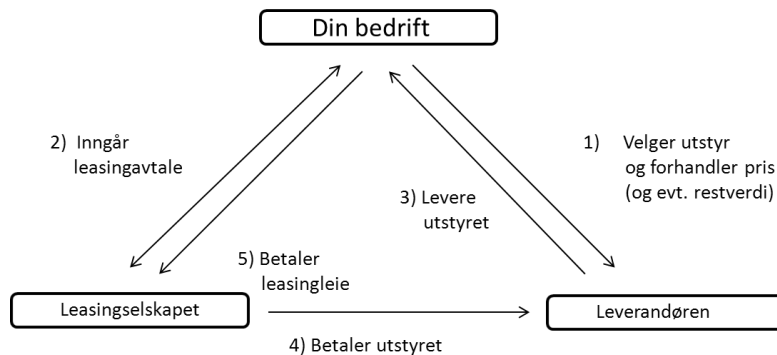 Din bedrift
2) Inngår
leasingavtale
1) Velger utstyr
og forhandler pris
(og evt. restverdi)
3) Levere
utstyret
5) Betaler
leasingleie
Leasingselskapet
Leverandøren
4) Betaler utstyret